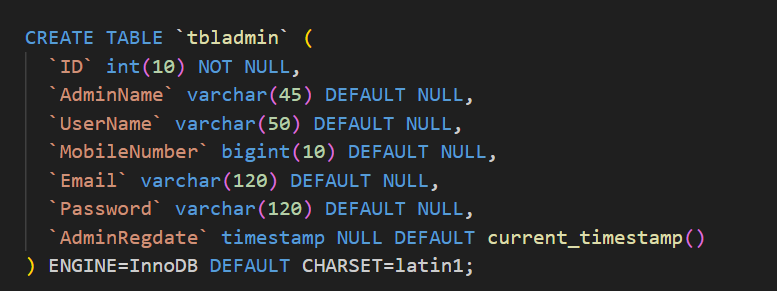 CREATE TABLE `tbladmin` (
  `ID` int(10) NOT NULL,
  `AdminName` varchar(45) DEFAULT NULL,
  `UserName` varchar(50) DEFAULT NULL,
  `MobileNumber` bigint(10) DEFAULT NULL,
  `Email` varchar(120) DEFAULT NULL,
  `Password` varchar(120) DEFAULT NULL,
  `AdminRegdate` timestamp NULL DEFAULT current_timestamp()
) ENGINE=InnoDB DEFAULT CHARSET=latin1;